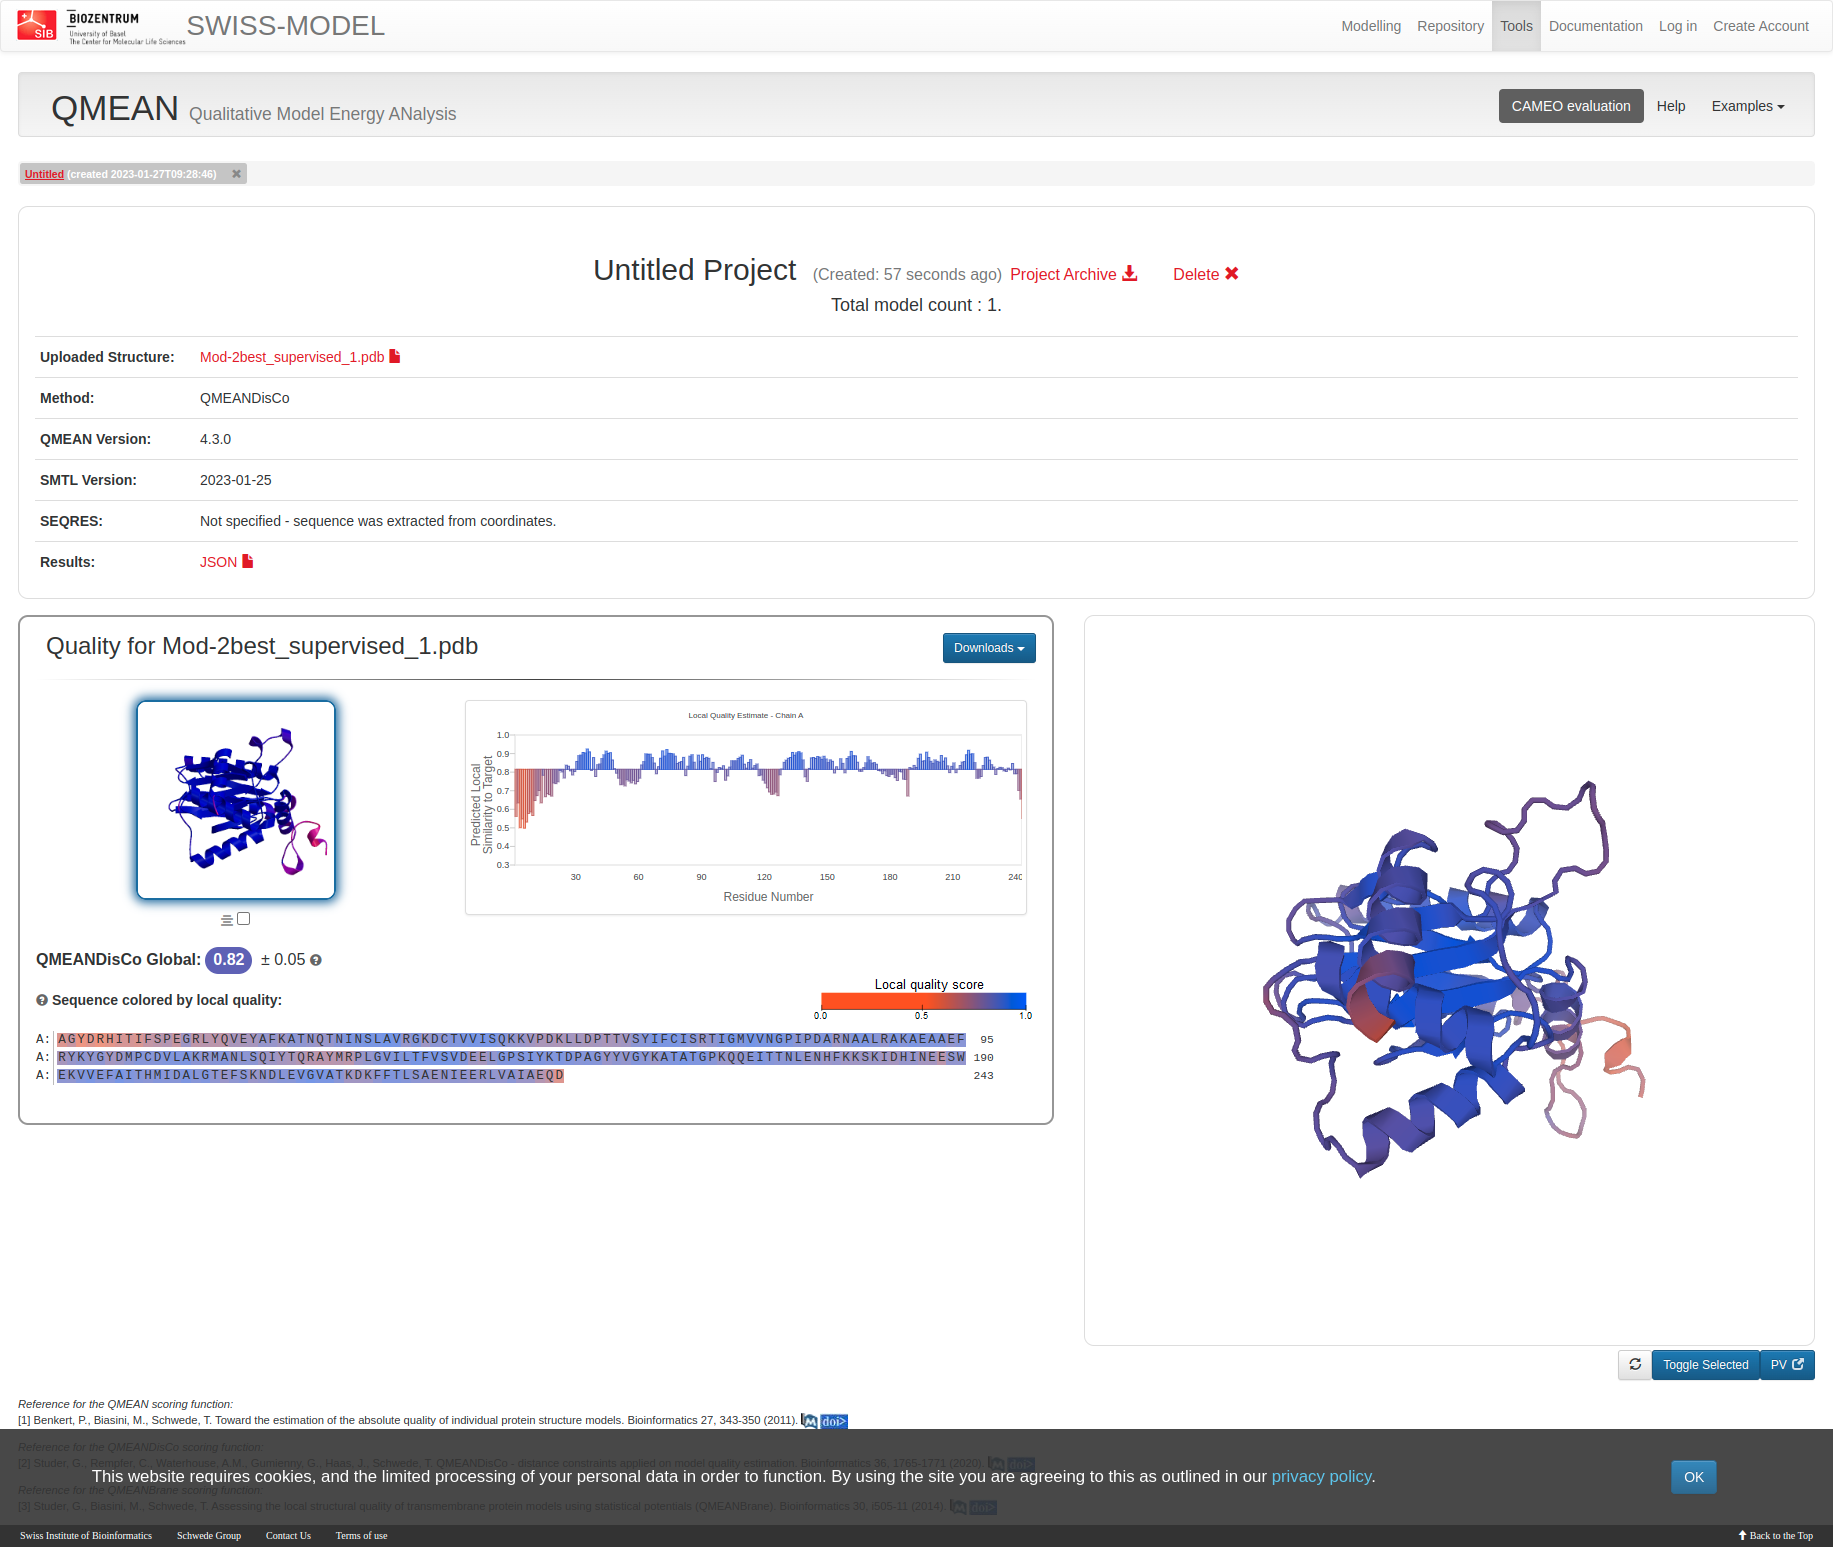 SIB
BIOZENTRUM
University of Basel
The Center for Molecular Life Sciences
SWISS-MODEL
Modelling Repository Tools Documentation Log in Create Account
QMEAN Qualitative Model Energy ANalysis
CAMEO evaluation Help Examples
Untitled (created 2023-01-27T09:28:46) ✖
Untitled Project (Created: 57 seconds ago) Project Archive Delete ✖
Total model count : 1.
Uploaded Structure: Mod-2best_supervised_1.pdb
Method: QMEANDisCo
QMEAN Version: 4.3.0
SMTL Version: 2023-01-25
SEQRES: Not specified - sequence was extracted from coordinates.
Results: JSON
Quality for Mod-2best_supervised_1.pdb
Downloads
Local Quality Estimate - Chain A
Predicted Local
Similarity to Target
1.0
0.9
0.8
0.7
0.6
0.5
0.4
0.3
30 60 90 120 150 180 210 240
Residue Number
QMEANDisCo Global: 0.82 ± 0.05
Sequence colored by local quality:
Local quality score
0.0 0.5 1.0
A: AGYDRHITIFSPEGRLYQVEYAFKATNQTNINSLAVRGKDCTVVISQKKVPDKLLDPTTVSYIFCISRTIGMVVNGPIPDARNAALRAKAEAAEF 95
A: RYKYGYDMPCDVLAKRMANLSQIYTQRAYMRPLGVILTFVSVDEELGPSIYKTDPAGYYVGYKATATGPKQQEITTNLENHFKKSKIDHINEESW 190
A: EKVVEFAITHMIDALGTEFSKNDLEVGVATKDKFFTLSAENIEERLVAIAEQD 243
Toggle Selected
PV
Reference for the QMEAN scoring function:
[1] Benkert, P., Biasini, M., Schwede, T. Toward the estimation of the absolute quality of individual protein structure models. Bioinformatics 27, 343-350 (2011). M doi>
Reference for the QMEANDisCo scoring function:
[2] Studer, G., Rempfer, C., Waterhouse, A.M., Gumienny, G., Haas, J., Schwede, T. QMEANDisCo - distance constraints applied on model quality estimation. Bioinformatics 36, 1765-1771 (2020). M doi>
This website requires cookies, and the limited processing of your personal data in order to function. By using the site you are agreeing to this as outlined in our privacy policy.
OK
Reference for the QMEANBrane scoring function:
[3] Studer, G., Biasini, M., Schwede, T. Assessing the local structural quality of transmembrane protein models using statistical potentials (QMEANBrane). Bioinformatics 30, i505-11 (2014). M doi>
Swiss Institute of Bioinformatics Schwede Group Contact Us Terms of use
Back to the Top